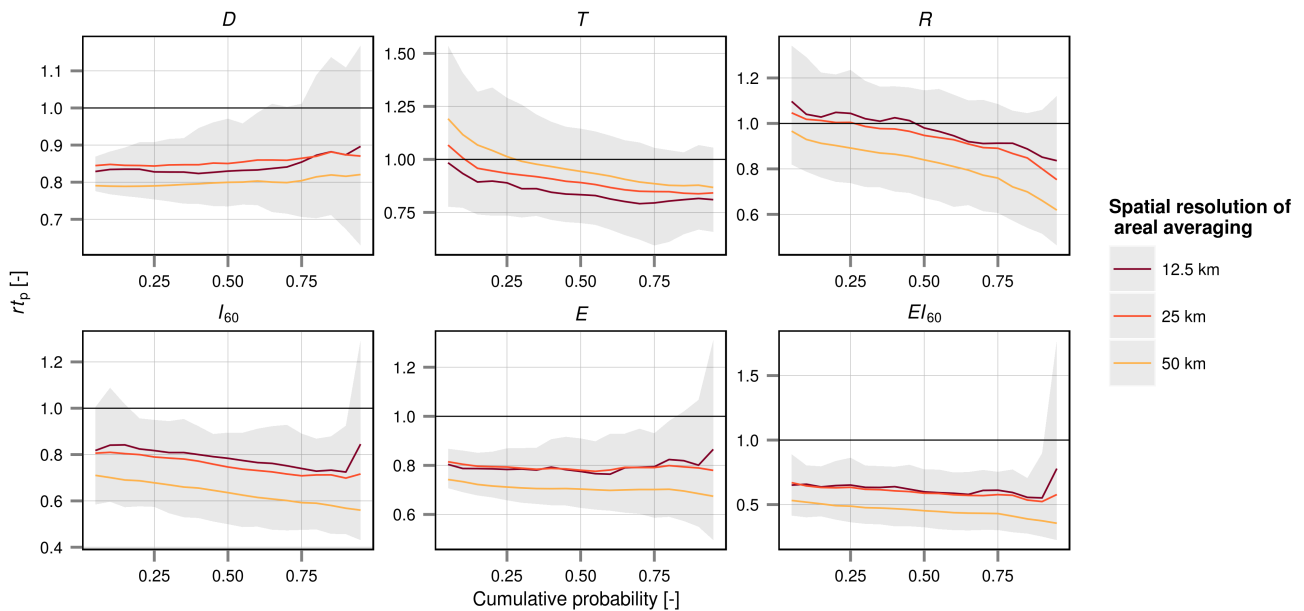 D
T
R
1.1
1.0
0.9
0.8
0.7
0.25 0.50 0.75
1.50
1.25
1.00
0.75
0.25 0.50 0.75
1.2
1.0
0.8
0.6
0.25 0.50 0.75
rtp [-]
I60
E
EI60
1.2
1.0
0.8
0.6
0.4
0.25 0.50 0.75
1.2
1.0
0.8
0.6
0.25 0.50 0.75
1.5
1.0
0.5
0.25 0.50 0.75
Cumulative probability [-]
Spatial resolution of
areal averaging
12.5 km
25 km
50 km